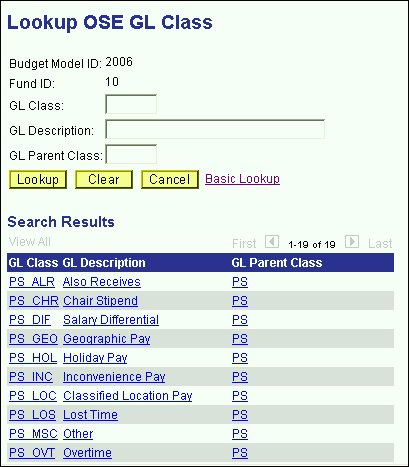 Lookup OSE GL Class
Budget Model ID: 2006
Fund ID: 10
GL Class:
GL Description:
GL Parent Class:
Lookup Clear Cancel Basic Lookup
Search Results
View All First 1-19 of 19 Last
GL Class GL Description GL Parent Class
PS_ALR Also Receives PS
PS_CHR Chair Stipend PS
PS_DIF Salary Differential PS
PS_GEO Geographic Pay PS
PS_HOL Holiday Pay PS
PS_INC Inconvenience Pay PS
PS_LOC Classified Location Pay PS
PS_LOS Lost Time PS
PS_MSC Other PS
PS_OVT Overtime PS